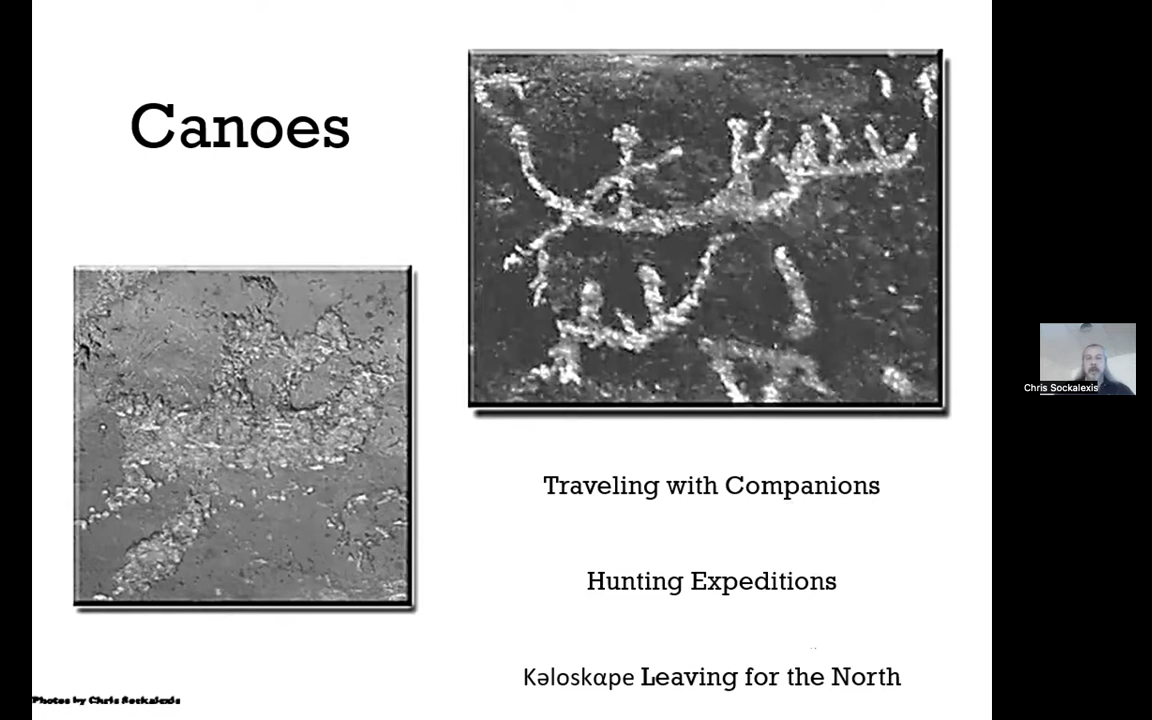 Canoes
Traveling with Companions
Hunting Expeditions
Kəloskαpe Leaving for the North
Photos by Chris Sockalexis
Chris Sockalexis